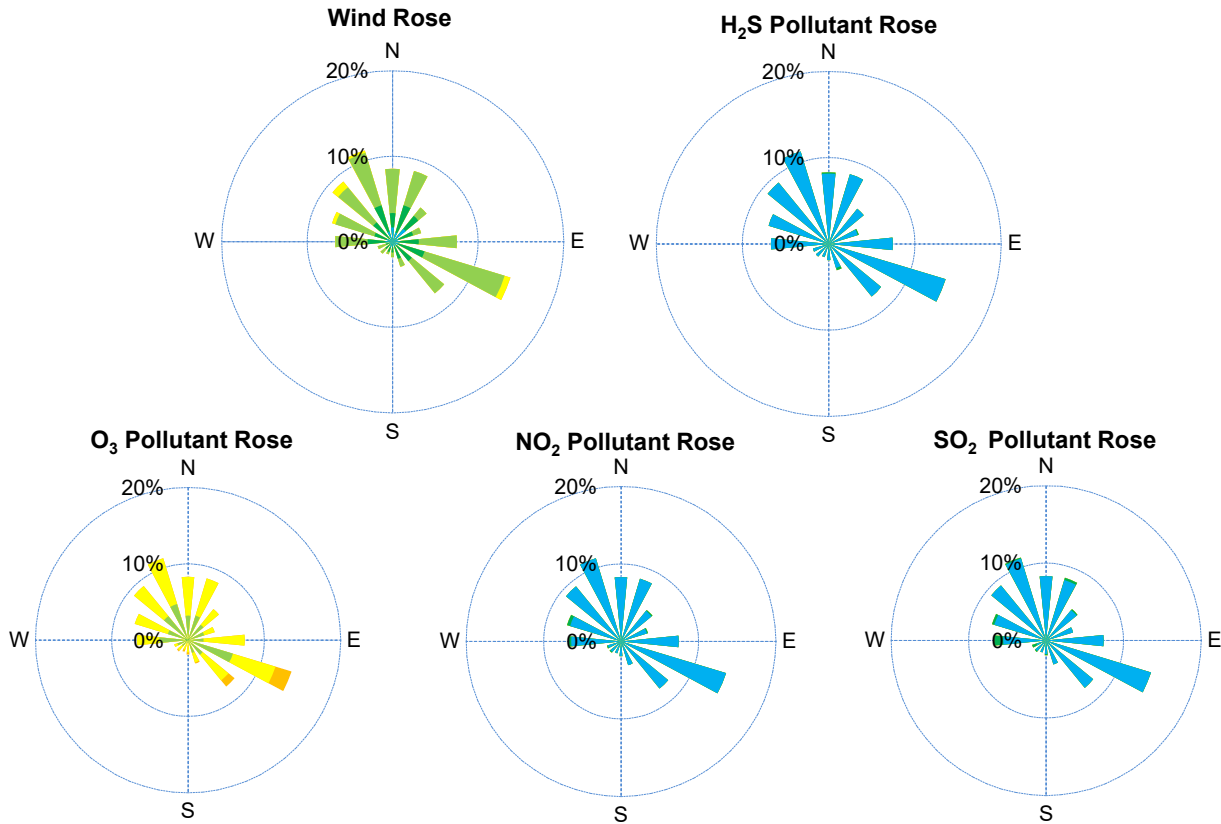 Wind Rose
N
20%
10%
W
0%
E
S
H₂S Pollutant Rose
N
20%
10%
W
0%
E
S
O₃ Pollutant Rose
N
20%
10%
W
0%
E
S
NO₂ Pollutant Rose
N
20%
10%
W
0%
E
S
SO₂ Pollutant Rose
N
20%
10%
W
0%
E
S